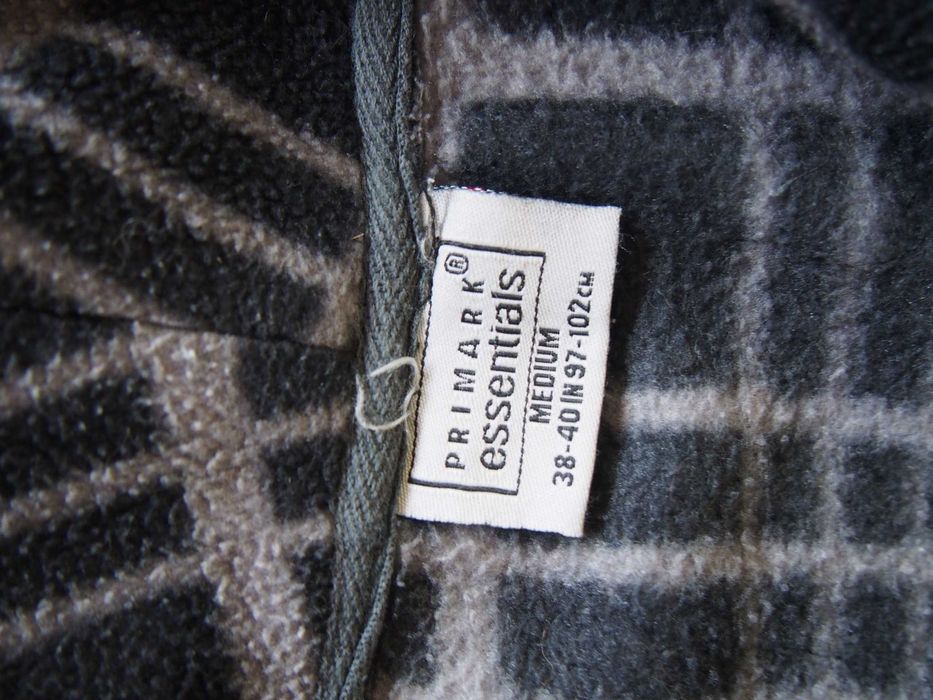 PRIMARK®
essentials
MEDIUM
38-40IN 97-102CM